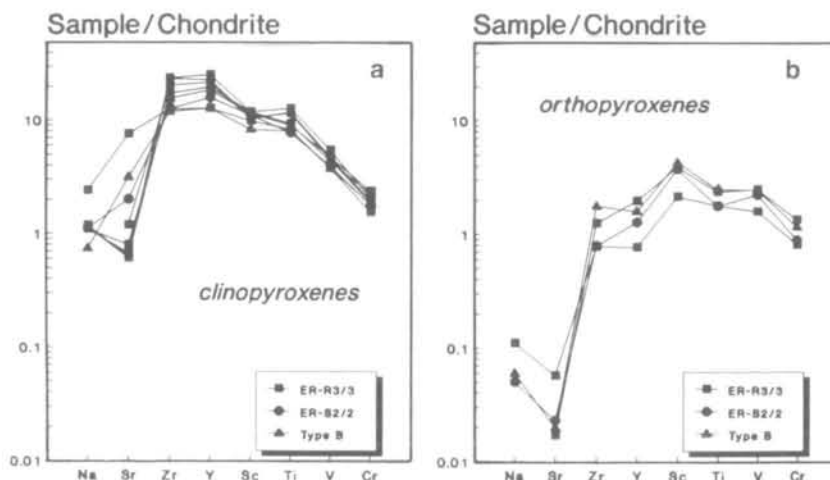 Sample/Chondrite
a
10
1
0.1
0.01
clinopyroxenes
ER-R3/3
ER-S2/2
Type B
Na Sr Zr Y Sc Ti V Cr
Sample/Chondrite
b
orthopyroxenes
10
1
0.1
0.01
ER-R3/3
ER-S2/2
Type B
Na Sr Zr Y Sc Ti V Cr